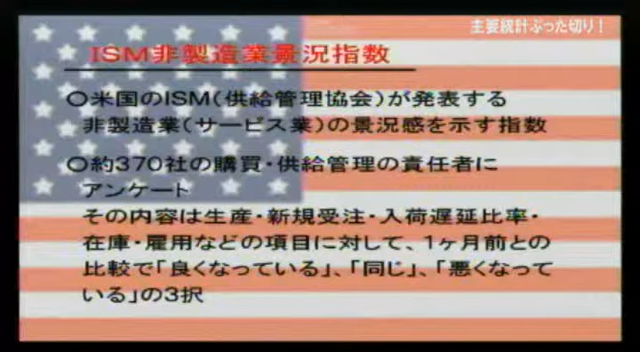 主要統計ぶった切り!
ISM非製造業景況指数
○米国のISM(供給管理協会)が発表する
非製造業(サービス業)の景況感を示す指数
○約370社の購買・供給管理の責任者に
アンケート
その内容は生産・新規受注・入荷遅延比率・
在庫・雇用などの項目に対して、1ヶ月前との
比較で「良くなっている」、「同じ」、「悪くなって
いる」の3択